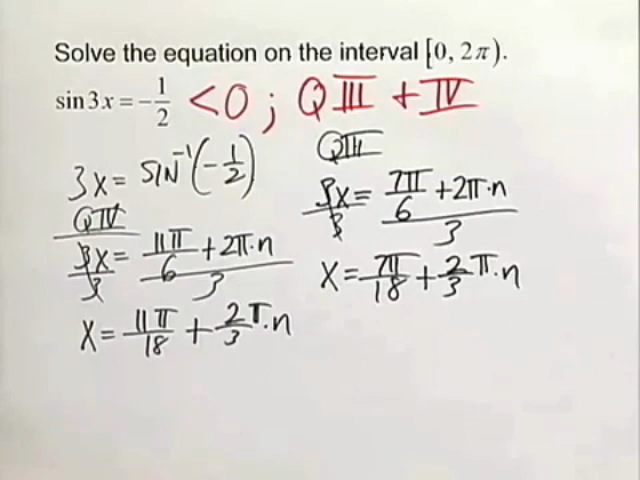 Solve the equation on the interval [0, 2π).
sin 3x = -1/2 <0 ; Q III + IV
3x = SIN⁻¹(-1/2)
QIV
3x/3 = (11π/6 + 2π·n)/3
x = 11π/18 + 2/3 π·n
QIII
3x/3 = (7π/6 + 2π·n)/3
x = 7π/18 + 2/3 π·n